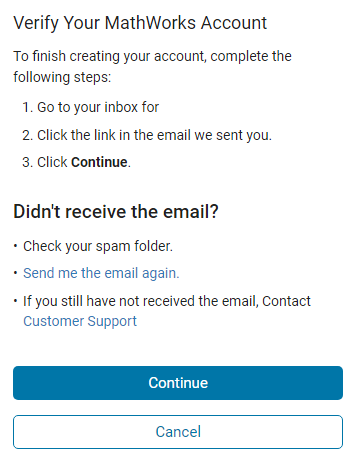 Verify Your MathWorks Account
To finish creating your account, complete the
following steps:
1. Go to your inbox for
2. Click the link in the email we sent you.
3. Click Continue.
Didn't receive the email?
• Check your spam folder.
• Send me the email again.
• If you still have not received the email, Contact
Customer Support
Continue
Cancel